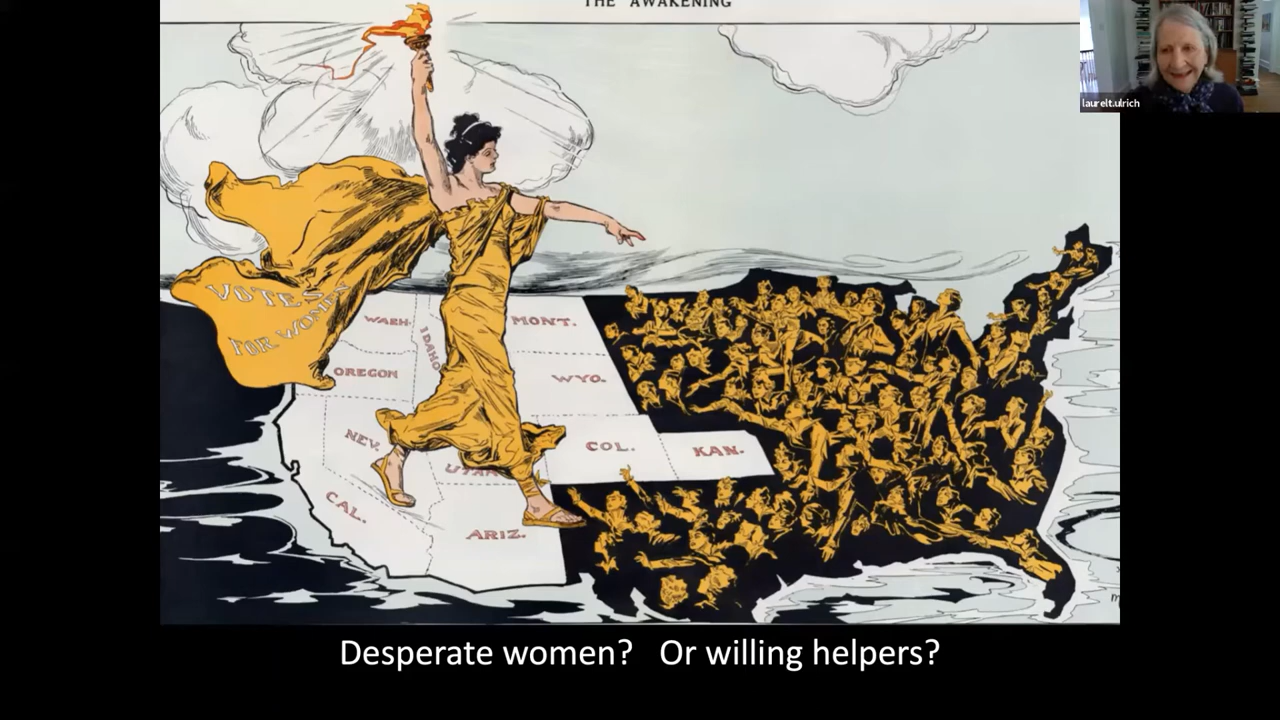 THE AWAKENING
laurelt.ulrich
VOTES
FOR WOMEN
WASH.
IDAHO
MONT.
OREGON
WYO.
NEV.
UTAH
COL.
KAN.
CAL.
ARIZ.
Desperate women? Or willing helpers?